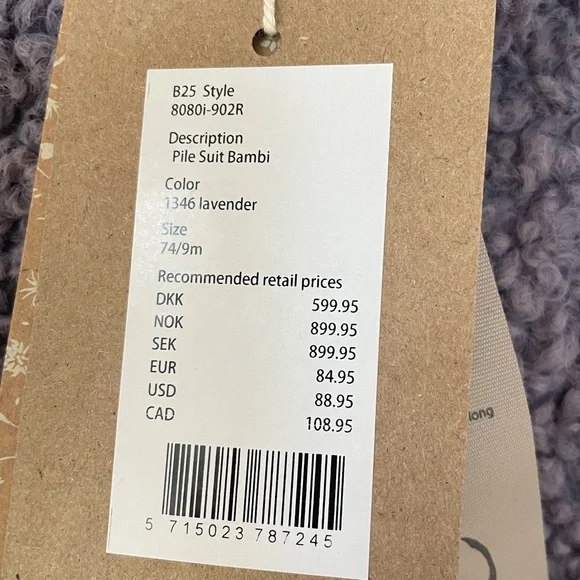 B25 Style
8080i-902R
Description
Pile Suit Bambi
Color
1346 lavender
Size
74/9m
Recommended retail prices
DKK 599.95
NOK 899.95
SEK 899.95
EUR 84.95
USD 88.95
CAD 108.95
5 715023 787245
long